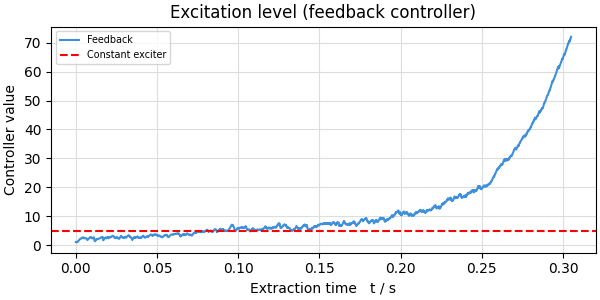 Excitation level (feedback controller)
Feedback
Constant exciter
Controller value
70
60
50
40
30
20
10
0
0.00 0.05 0.10 0.15 0.20 0.25 0.30
Extraction time t / s